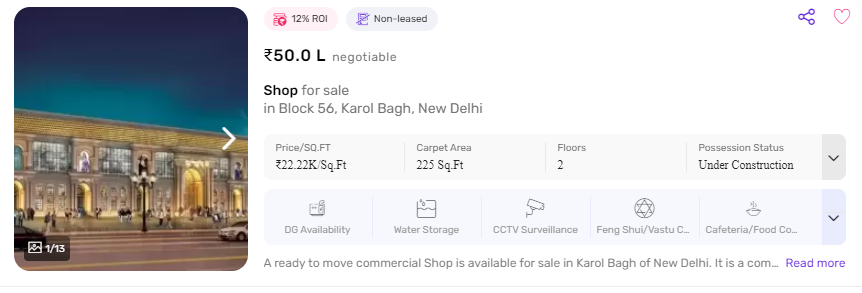 12% ROI Non-leased
₹50.0 L negotiable
Shop for sale
in Block 56, Karol Bagh, New Delhi
Price/SQ.FT Carpet Area Floors Possession Status
₹22.22K/Sq.Ft 225 Sq.Ft 2 Under Construction
DG Availability Water Storage CCTV Surveillance Feng Shui/Vastu C... Cafeteria/Food Co...
1/13
A ready to move commercial Shop is available for sale in Karol Bagh of New Delhi. It is a com... Read more